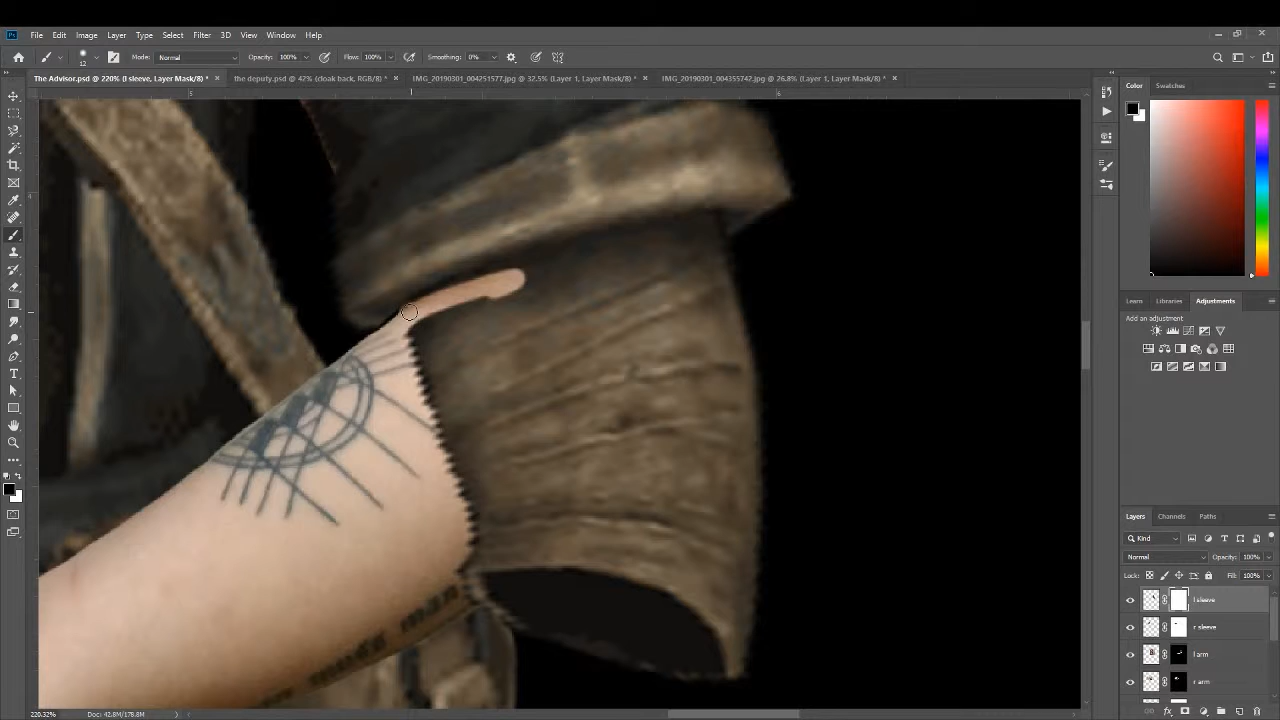 File Edit Image Layer Type Select Filter 3D View Window Help
12 Mode: Normal Opacity: 100% Flow: 100% Smoothing: 0%
The Advisor.psd @ 220% (l sleeve, Layer Mask/8) * × the deputy.psd @ 42% (cloak back, RGB/8) * × IMG_20190301_004251577.jpg @ 32.5% (Layer 1, Layer Mask/8) * × IMG_20190301_004355742.jpg @ 26.8% (Layer 1, Layer Mask/8) * ×
Color Swatches
5 6
Learn Libraries Adjustments
Add an adjustment
Layers Channels Paths
Kind
Normal Opacity: 100%
Lock: Fill: 100%
l sleeve
r sleeve
l arm
r arm
220.32% Doc: 42.8M/178.8M